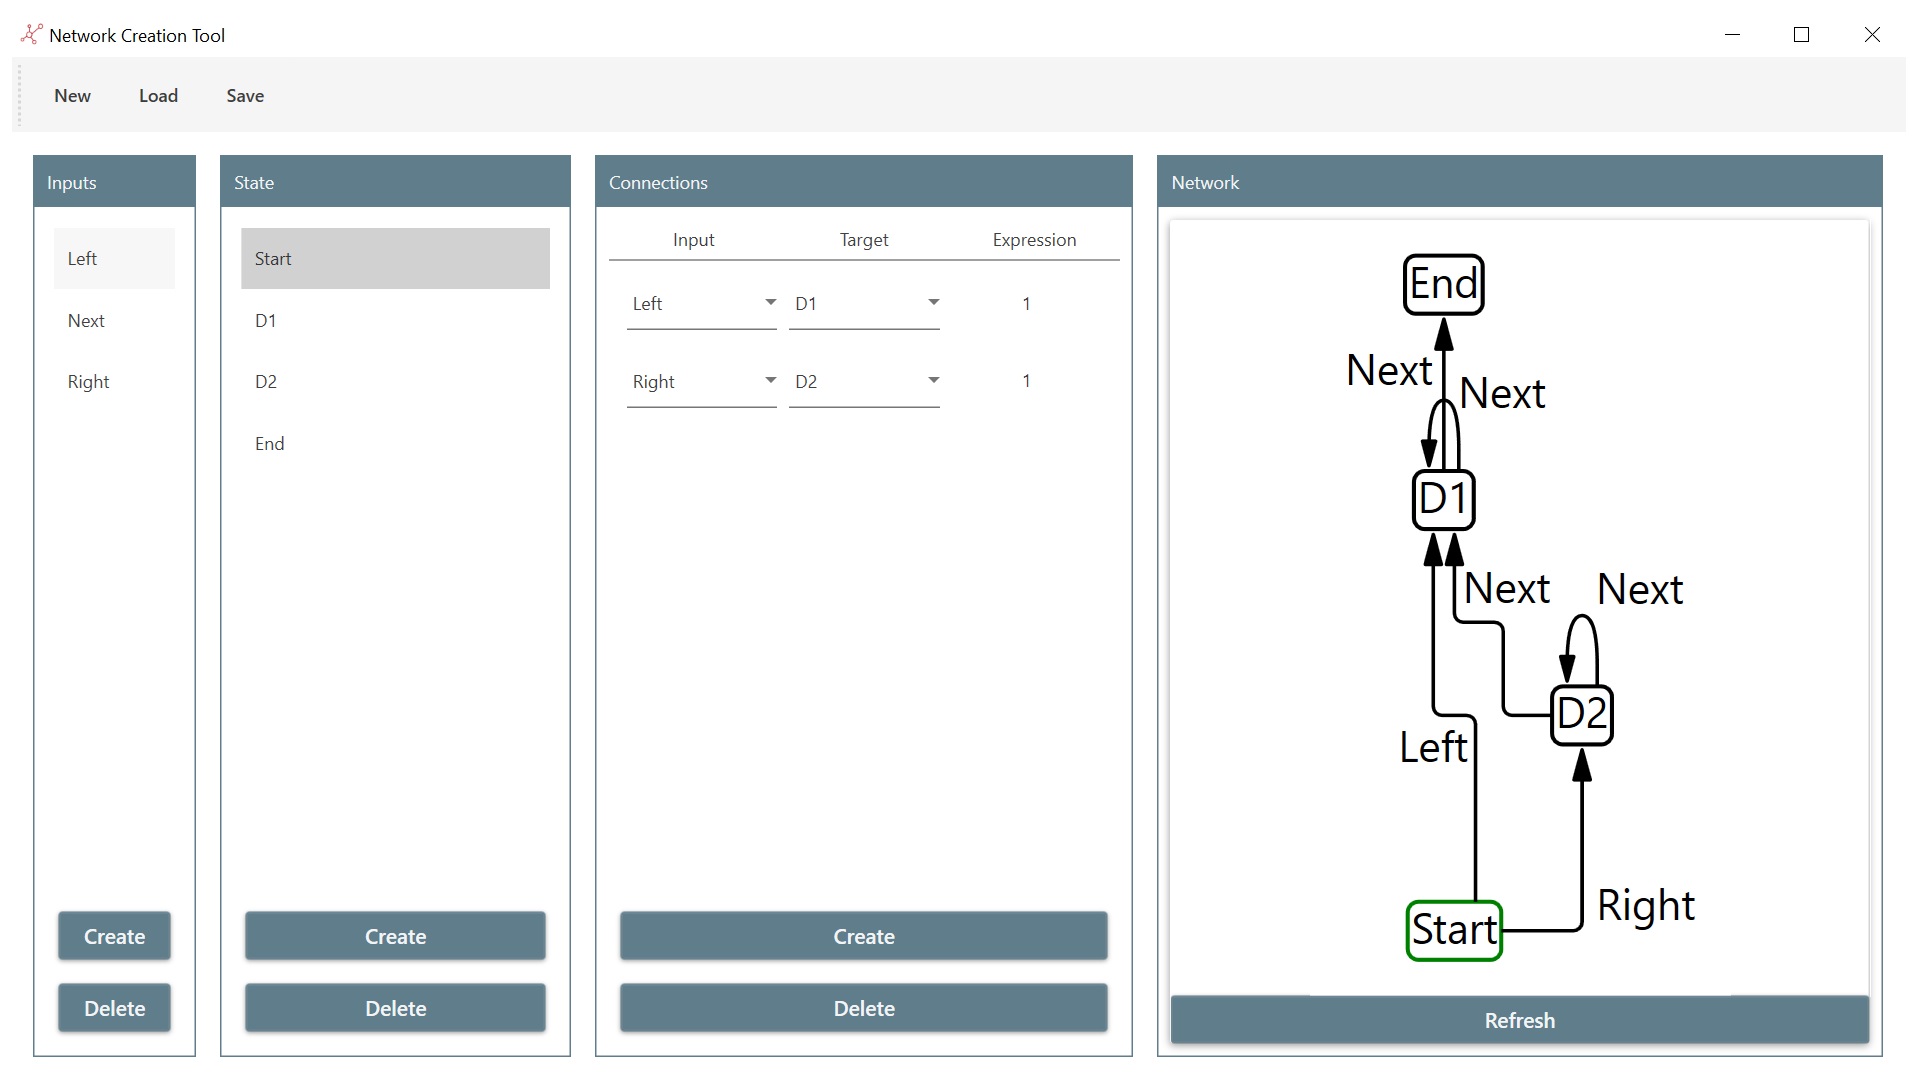 Network Creation Tool
New Load Save
Inputs
Left
Next
Right
Create
Delete
State
Start
D1
D2
End
Create
Delete
Connections
Input Target Expression
Left D1 1
Right D2 1
Create
Delete
Network
End
Next
Next
D1
Next Next
D2
Left
Right
Start
Refresh